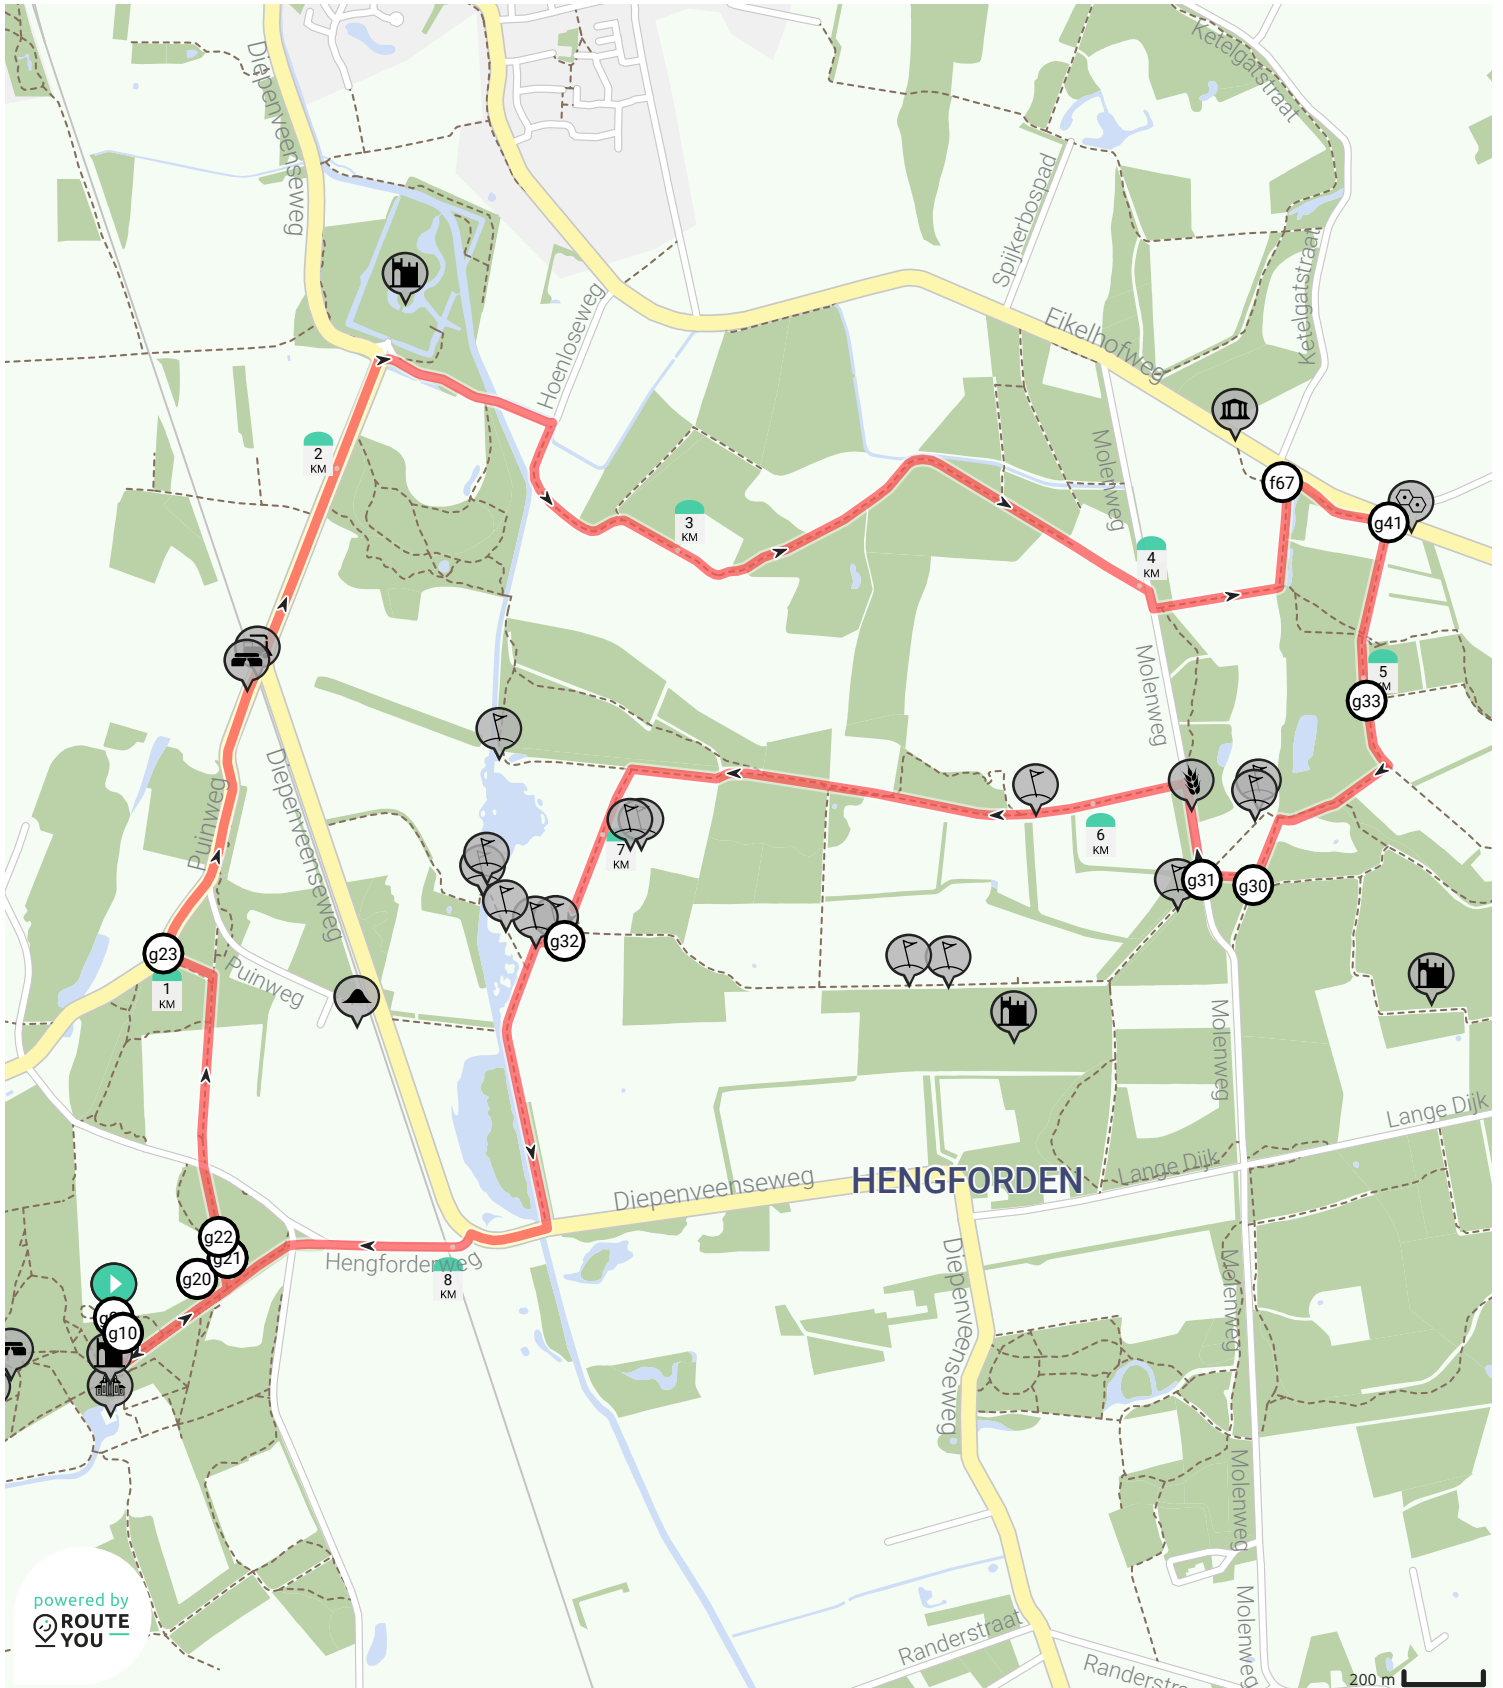 Ketelgatstraat
Diepenveenseweg
Spijkerbospad
Ketelgatstraat
Hoenloseweg
Eikelhofweg
2
KM
Molenweg
f67
g41
3
KM
4
KM
Molenweg
5
KM
g33
Diepenveenseweg
Puinweg
6
KM
7
KM
g31
g30
g32
g23
Puinweg
1
KM
Molenweg
Lange Dijk
Lange Dijk
HENGFORDEN
Diepenveenseweg
g22
g21
g20
Hengforderweg
8
KM
Diepenveenseweg
Molenweg
g10
Molenweg
powered by
ROUTE
YOU
Molenweg
Randerstraat
Randerstr
200 m